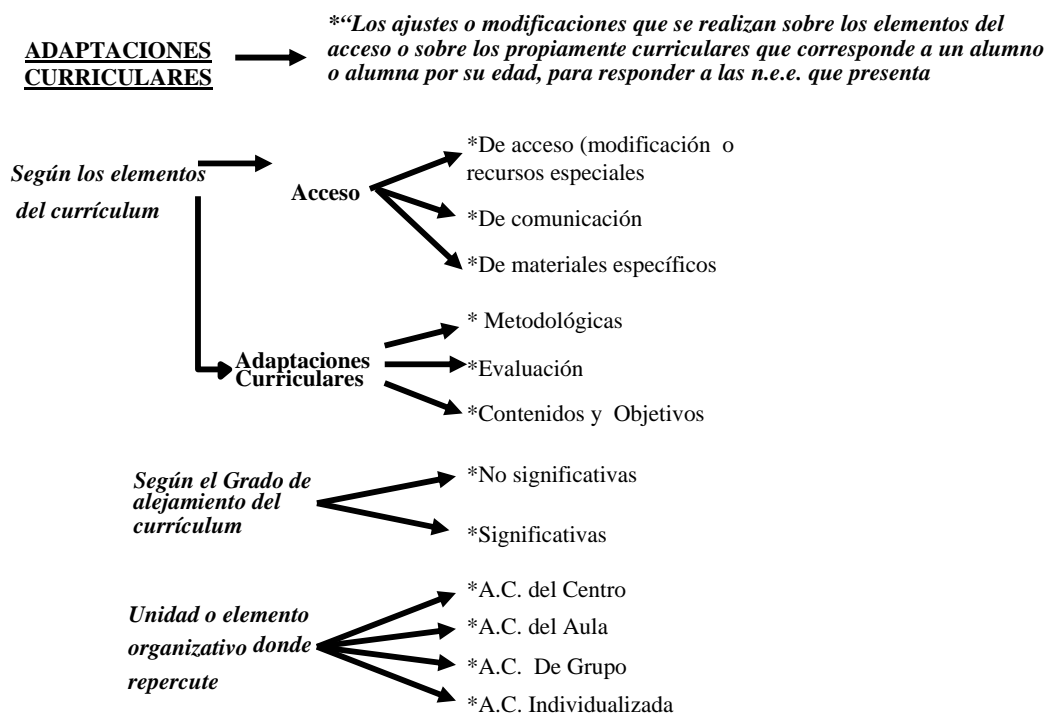 ADAPTACIONES
CURRICULARES
*“Los ajustes o modificaciones que se realizan sobre los elementos del
acceso o sobre los propiamente curriculares que corresponde a un alumno
o alumna por su edad, para responder a las n.e.e. que presenta
Según los elementos
del currículum
Acceso
*De acceso (modificación o
recursos especiales
*De comunicación
*De materiales específicos
Adaptaciones
Curriculares
* Metodológicas
*Evaluación
*Contenidos y Objetivos
Según el Grado de
alejamiento del
currículum
*No significativas
*Significativas
Unidad o elemento
organizativo donde
repercute
*A.C. del Centro
*A.C. del Aula
*A.C. De Grupo
*A.C. Individualizada